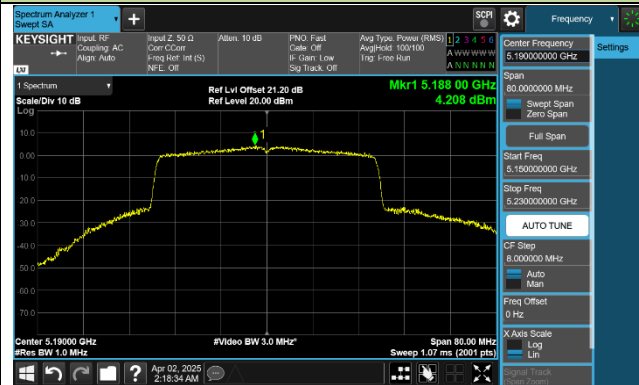 Spectrum Analyzer 1
Swept SA
+
SCPI
Frequency
KEYSIGHT
LXI
Input: RF
Coupling: AC
Align: Auto
Input Z: 50 Ω
Corr CCorr
Freq Ref: Int (S)
NFE: Off
Atten: 10 dB
PNO: Fast
Gate: Off
IF Gain: Low
Sig Track: Off
Avg Type: Power (RMS)
Avg|Hold: 100/100
Trig: Free Run
1 2 3 4 5 6
A W W W W W
A N N N N N
1 Spectrum
Scale/Div 10 dB
Log
Ref Lvl Offset 21.20 dB
Ref Level 20.00 dBm
Mkr1 5.188 00 GHz
4.208 dBm
1
10.0
0.00
-10.0
-20.0
-30.0
-40.0
-50.0
-60.0
-70.0
Center 5.19000 GHz
#Res BW 1.0 MHz
#Video BW 3.0 MHz*
Span 80.00 MHz
Sweep 1.07 ms (2001 pts)
Center Frequency
5.190000000 GHz
Settings
Span
80.0000000 MHz
Swept Span
Zero Span
Full Span
Start Freq
5.150000000 GHz
Stop Freq
5.230000000 GHz
AUTO TUNE
CF Step
8.000000 MHz
Auto
Man
Freq Offset
0 Hz
X Axis Scale
Log
Lin
Signal Track
(Span Zoom)
?
Apr 02, 2025
2:18:34 AM